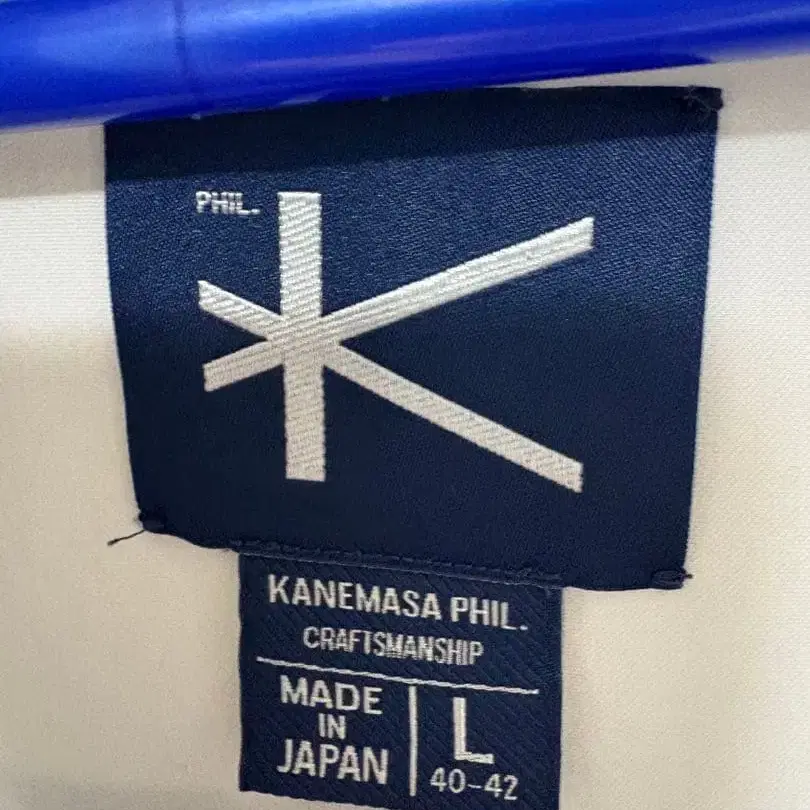 PHIL.
K
KANEMASA PHIL.
CRAFTSMANSHIP
MADE
IN
JAPAN
L
40-42